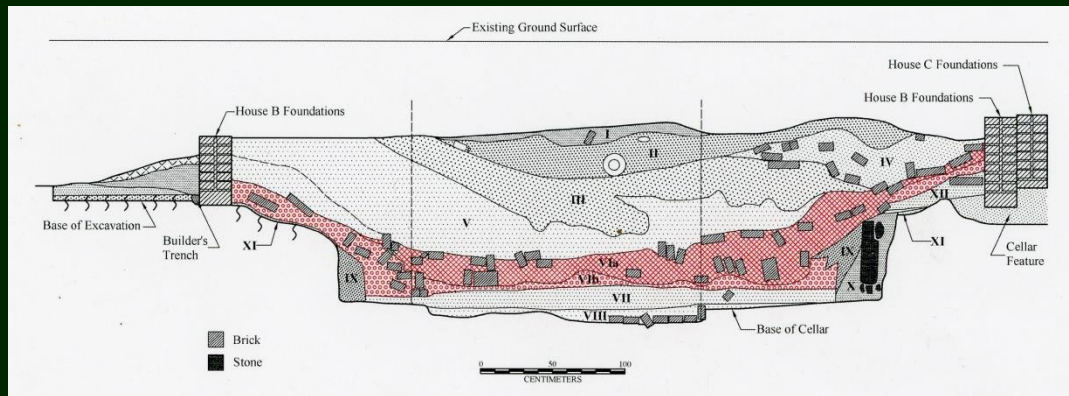 Existing Ground Surface
House C Foundations
House B Foundations
House B Foundations
I
II
III
IV
V
VIa
VIb
VII
VIII
IX
IX
X
XII
XI
XI
Base of Excavation
Builder's
Trench
Cellar
Feature
Base of Cellar
Brick
Stone
0 50 100
CENTIMETERS